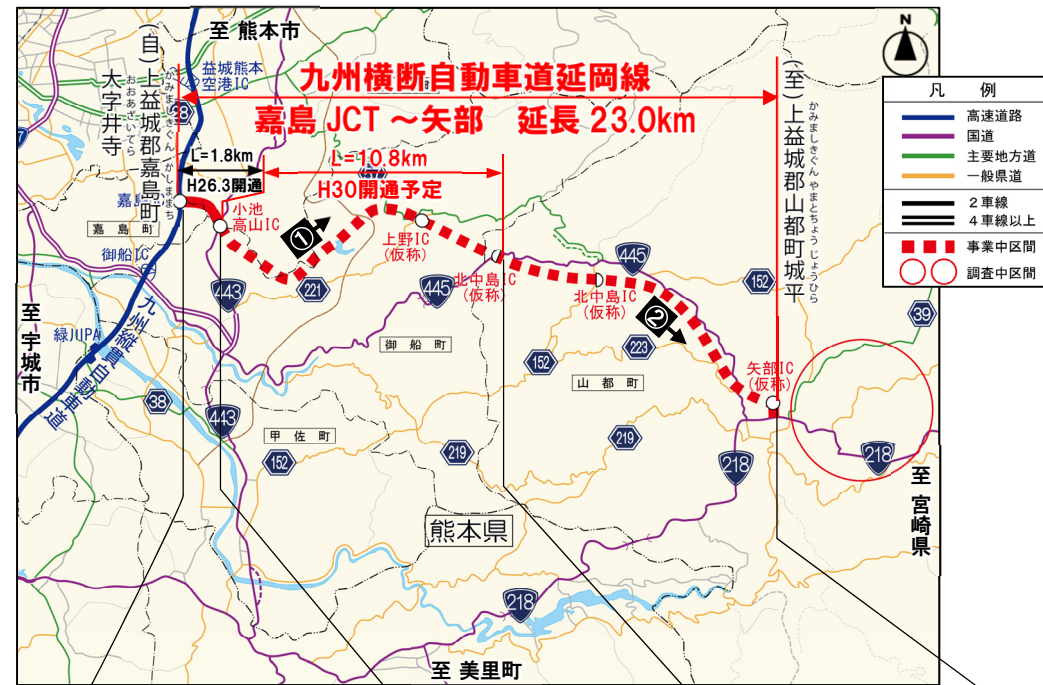 至 熊本市
N
(自)上益城郡嘉島町
かみましきぐん かしままち
大字井寺
おおあざいてら
益城熊本
空港IC
38
九州横断自動車道延岡線
嘉島 JCT ～矢部　延長 23.0km
L=1.8km
H26.3開通
L=10.8km
H30開通予定
(至)上益城郡山都町城平
かみましきぐん やまとちょう じょうひら
凡　例
高速道路
国道
主要地方道
一般県道
2車線
4車線以上
事業中区間
調査中区間
嘉島
嘉島町
小池
高山IC
①
上野IC
(仮称)
御船IC
443
221
445
北中島IC
(仮称)
445
北中島IC
(仮称)
152
39
②
至 宇城市
緑川PA
九州縦貫自動車道
御船町
152
223
山都町
矢部IC
(仮称)
38
443
甲佐町
152
219
219
218
218
至 宮崎県
熊本県
218
至 美里町